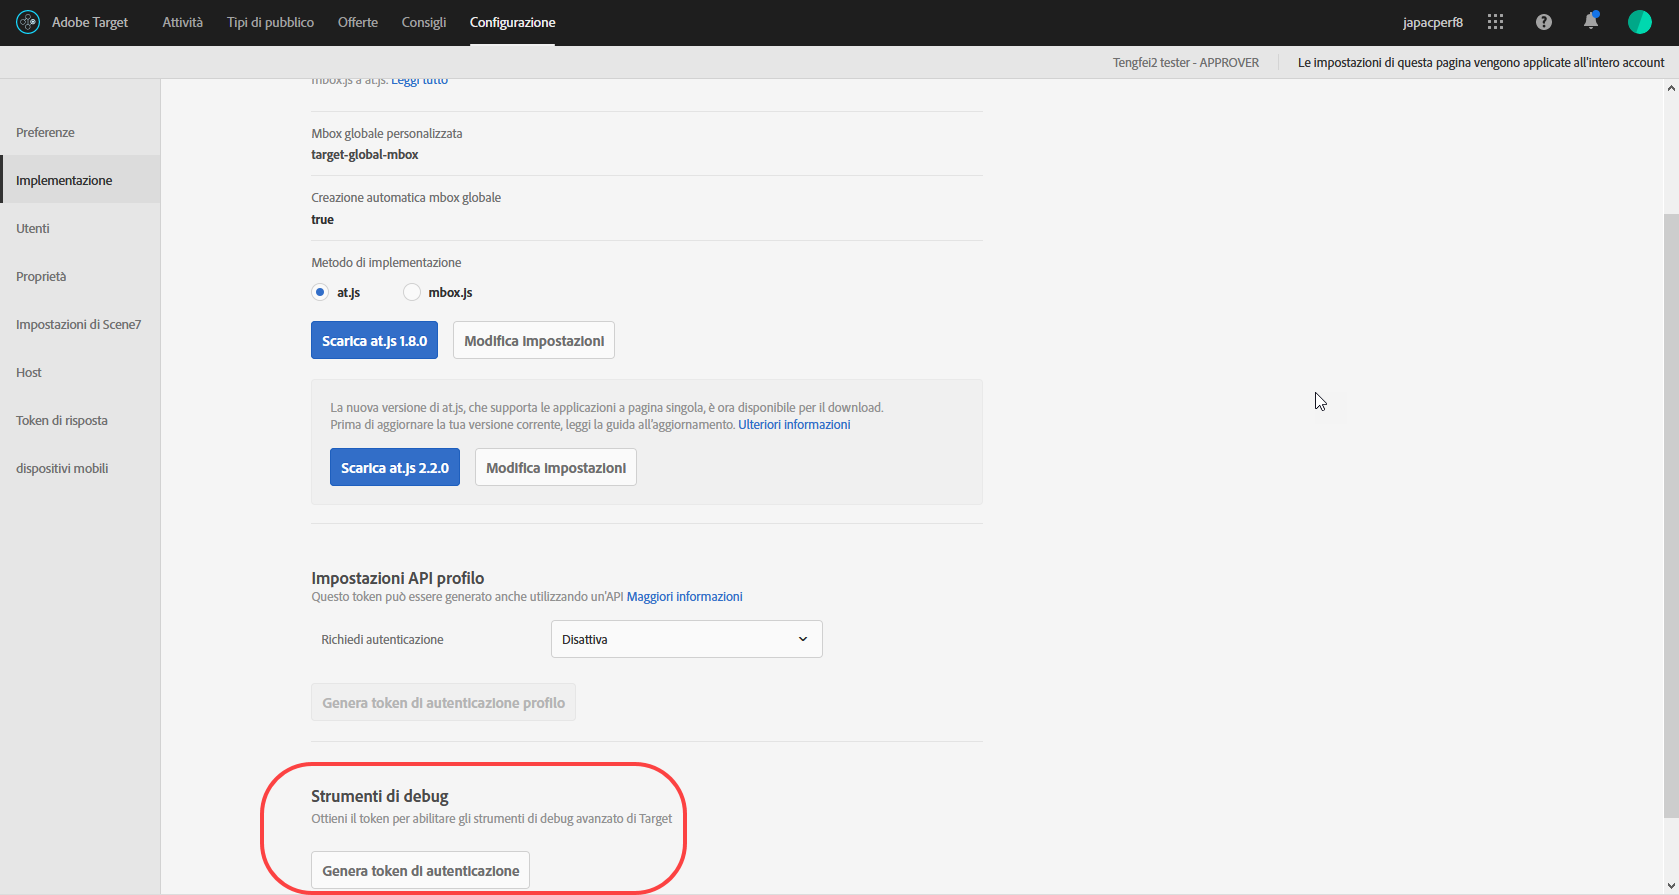 Adobe Target
Attività
Tipi di pubblico
Offerte
Consigli
Configurazione
japacperf8
Tengfei2 tester - APPROVER
Le impostazioni di questa pagina vengono applicate all'intero account
mbox.js a at.js. Leggi tutto
Preferenze
Implementazione
Utenti
Proprietà
Impostazioni di Scene7
Host
Token di risposta
dispositivi mobili
Mbox globale personalizzata
target-global-mbox
Creazione automatica mbox globale
true
Metodo di implementazione
at.js
mbox.js
Scarica at.js 1.8.0
Modifica impostazioni
La nuova versione di at.js, che supporta le applicazioni a pagina singola, è ora disponibile per il download.
Prima di aggiornare la tua versione corrente, leggi la guida all'aggiornamento. Ulteriori informazioni
Scarica at.js 2.2.0
Modifica impostazioni
Impostazioni API profilo
Questo token può essere generato anche utilizzando un'API Maggiori informazioni
Richiedi autenticazione
Disattiva
Genera token di autenticazione profilo
Strumenti di debug
Ottieni il token per abilitare gli strumenti di debug avanzato di Target
Genera token di autenticazione